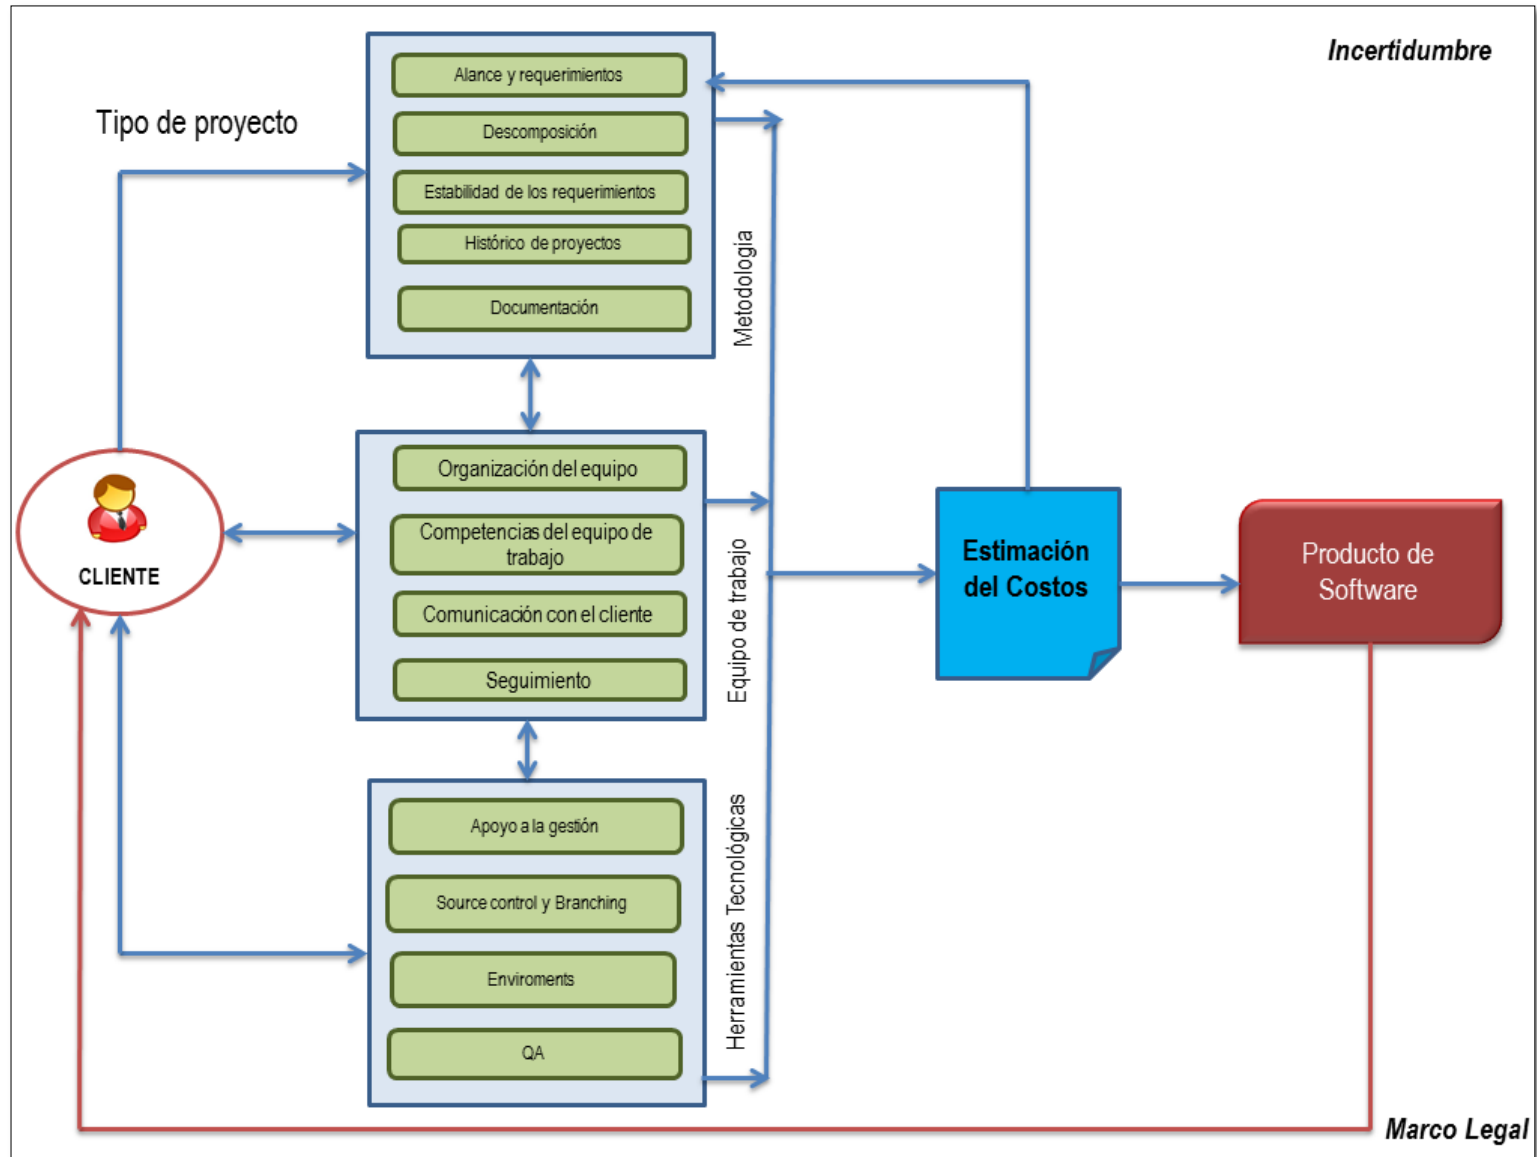 Incertidumbre
Tipo de proyecto
Alance y requerimientos
Descomposición
Estabilidad de los requerimientos
Histórico de proyectos
Documentación
Metodologia
CLIENTE
Organización del equipo
Competencias del equipo de
trabajo
Comunicación con el cliente
Seguimiento
Equipo de trabajo
Apoyo a la gestión
Source control y Branching
Enviroments
QA
Herramientas Tecnológicas
Estimación
del Costos
Producto de
Software
Marco Legal